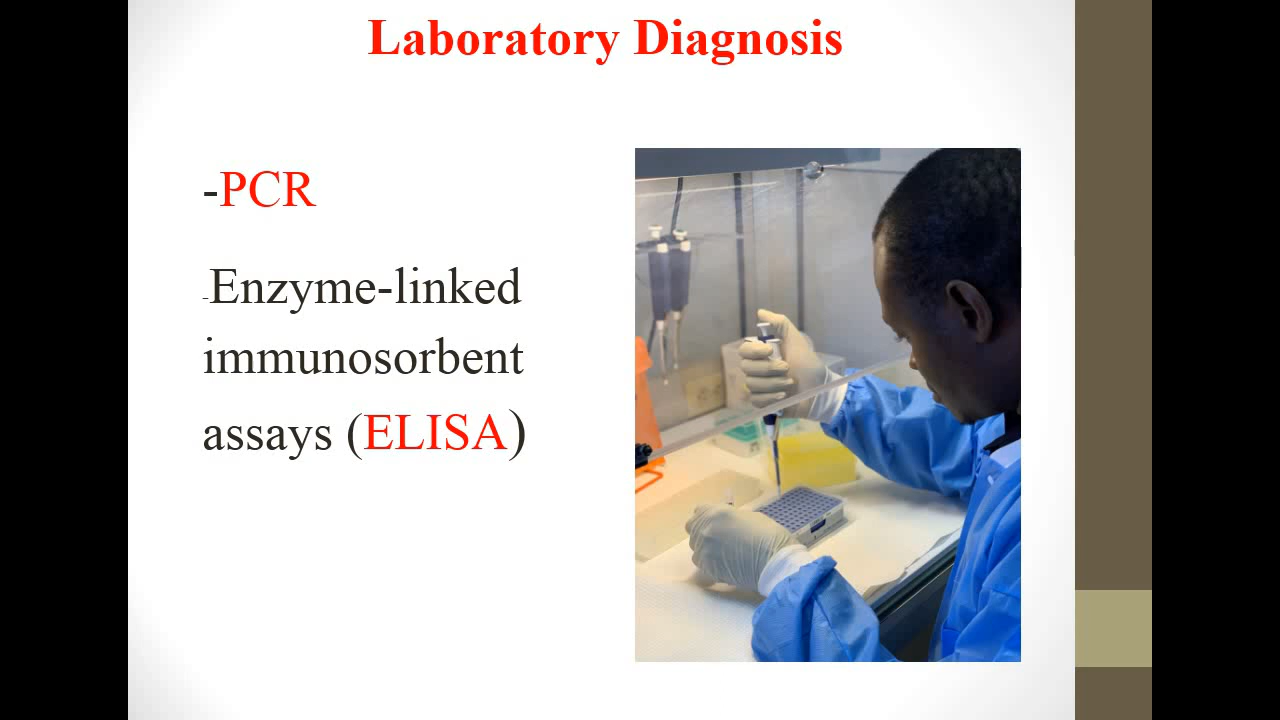 Laboratory Diagnosis
-PCR
-Enzyme-linked
immunosorbent
assays (ELISA)